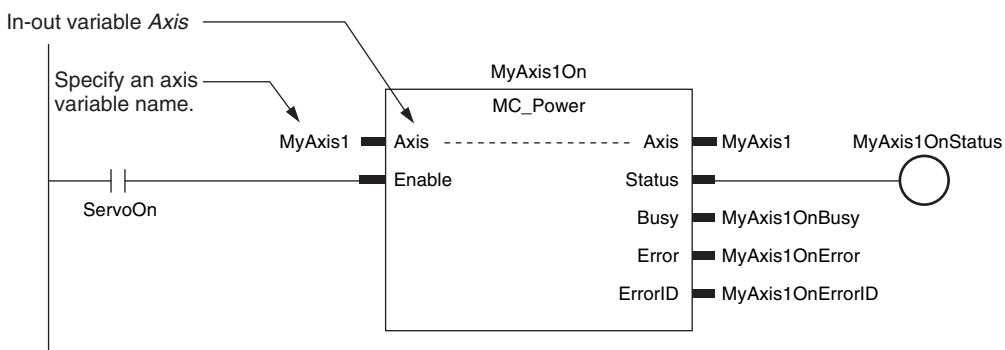 In-out variable Axis
Specify an axis
variable name.
MyAxis1On
MC_Power
MyAxis1 Axis Axis MyAxis1 MyAxis1OnStatus
Enable Status
ServoOn
Busy MyAxis1OnBusy
Error MyAxis1OnError
ErrorID MyAxis1OnErrorID